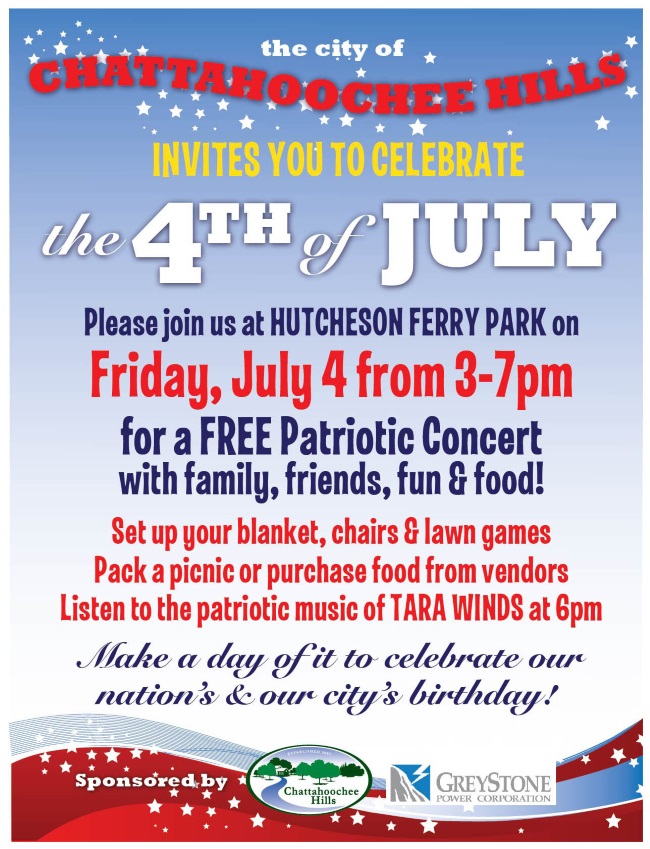 the city of
CHATTAHOOCHEE HILLS
INVITES YOU TO CELEBRATE
the 4TH of JULY
Please join us at HUTCHESON FERRY PARK on
Friday, July 4 from 3-7pm
for a FREE Patriotic Concert
with family, friends, fun & food!
Set up your blanket, chairs & lawn games
Pack a picnic or purchase food from vendors
Listen to the patriotic music of TARA WINDS at 6pm
Make a day of it to celebrate our
nation's & our city's birthday!
Sponsored by
Chattahoochee
Hills
GREYSTONE
POWER CORPORATION